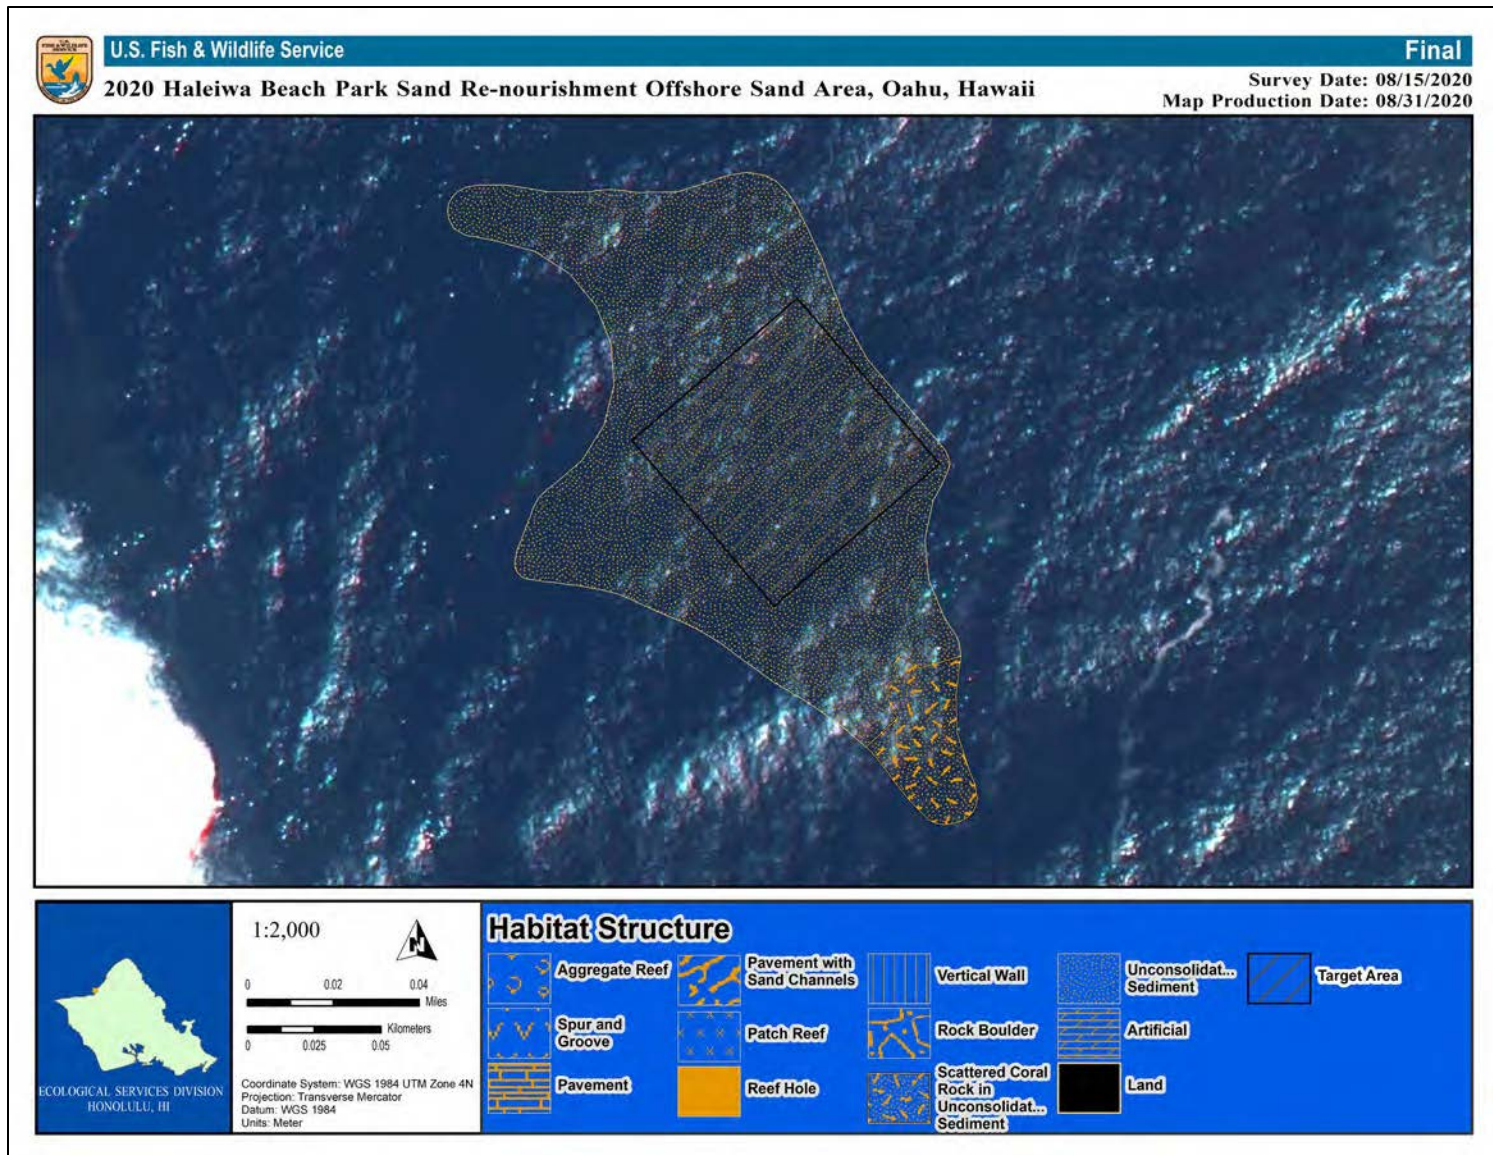 U.S.
FISH & WILDLIFE
SERVICE
U.S. Fish & Wildlife Service
Final
2020 Haleiwa Beach Park Sand Re-nourishment Offshore Sand Area, Oahu, Hawaii
Survey Date: 08/15/2020
Map Production Date: 08/31/2020
ECOLOGICAL SERVICES DIVISION
HONOLULU, HI
1:2,000
N
0 0.02 0.04
Miles
Kilometers
0 0.025 0.05
Coordinate System: WGS 1984 UTM Zone 4N
Projection: Transverse Mercator
Datum: WGS 1984
Units: Meter
Habitat Structure
Aggregate Reef
Spur and
Groove
Pavement
Pavement with
Sand Channels
Patch Reef
Reef Hole
Vertical Wall
Rock Boulder
Scattered Coral
Rock in
Unconsolidat...
Sediment
Unconsolidat...
Sediment
Artificial
Land
Target Area